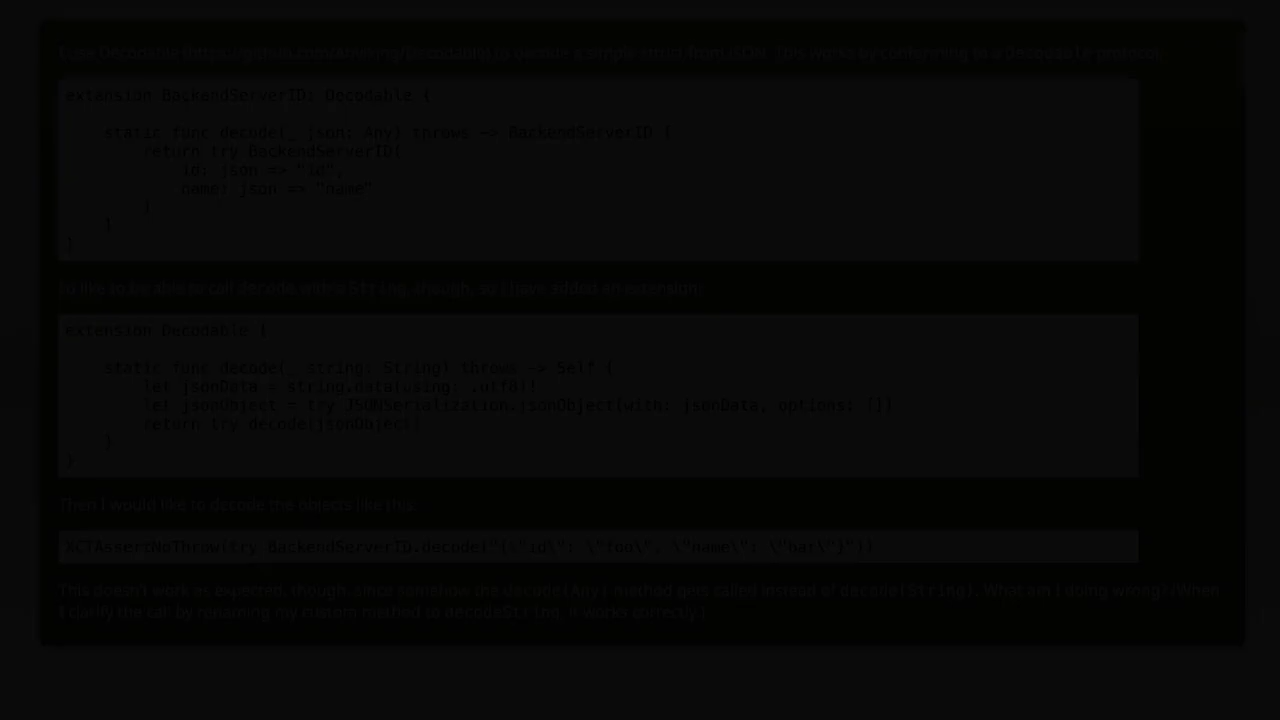 I use Decodable (https://github.com/Anviking/Decodable) to decode a simple struct from JSON. This works by conforming to a Decodable protocol:
extension BackendServerID: Decodable {
static func decode(_ json: Any) throws -> BackendServerID {
return try BackendServerID(
id: json => "id",
name: json => "name"
)
}
}
I'd like to be able to call decode with a String, though, so I have added an extension:
extension Decodable {
static func decode(_ string: String) throws -> Self {
let jsonData = string.data(using: .utf8)!
let jsonObject = try JSONSerialization.jsonObject(with: jsonData, options: [])
return try decode(jsonObject)
}
}
Then I would like to decode the objects like this:
XCTAssertNoThrow(try BackendServerID.decode("{\"id\": \"foo\", \"name\": \"bar\"}"))
This doesn't work as expected, though, since somehow the decode(Any) method gets called instead of decode(String). What am I doing wrong? (When
I clarify the call by renaming my custom method to decodeString, it works correctly.)